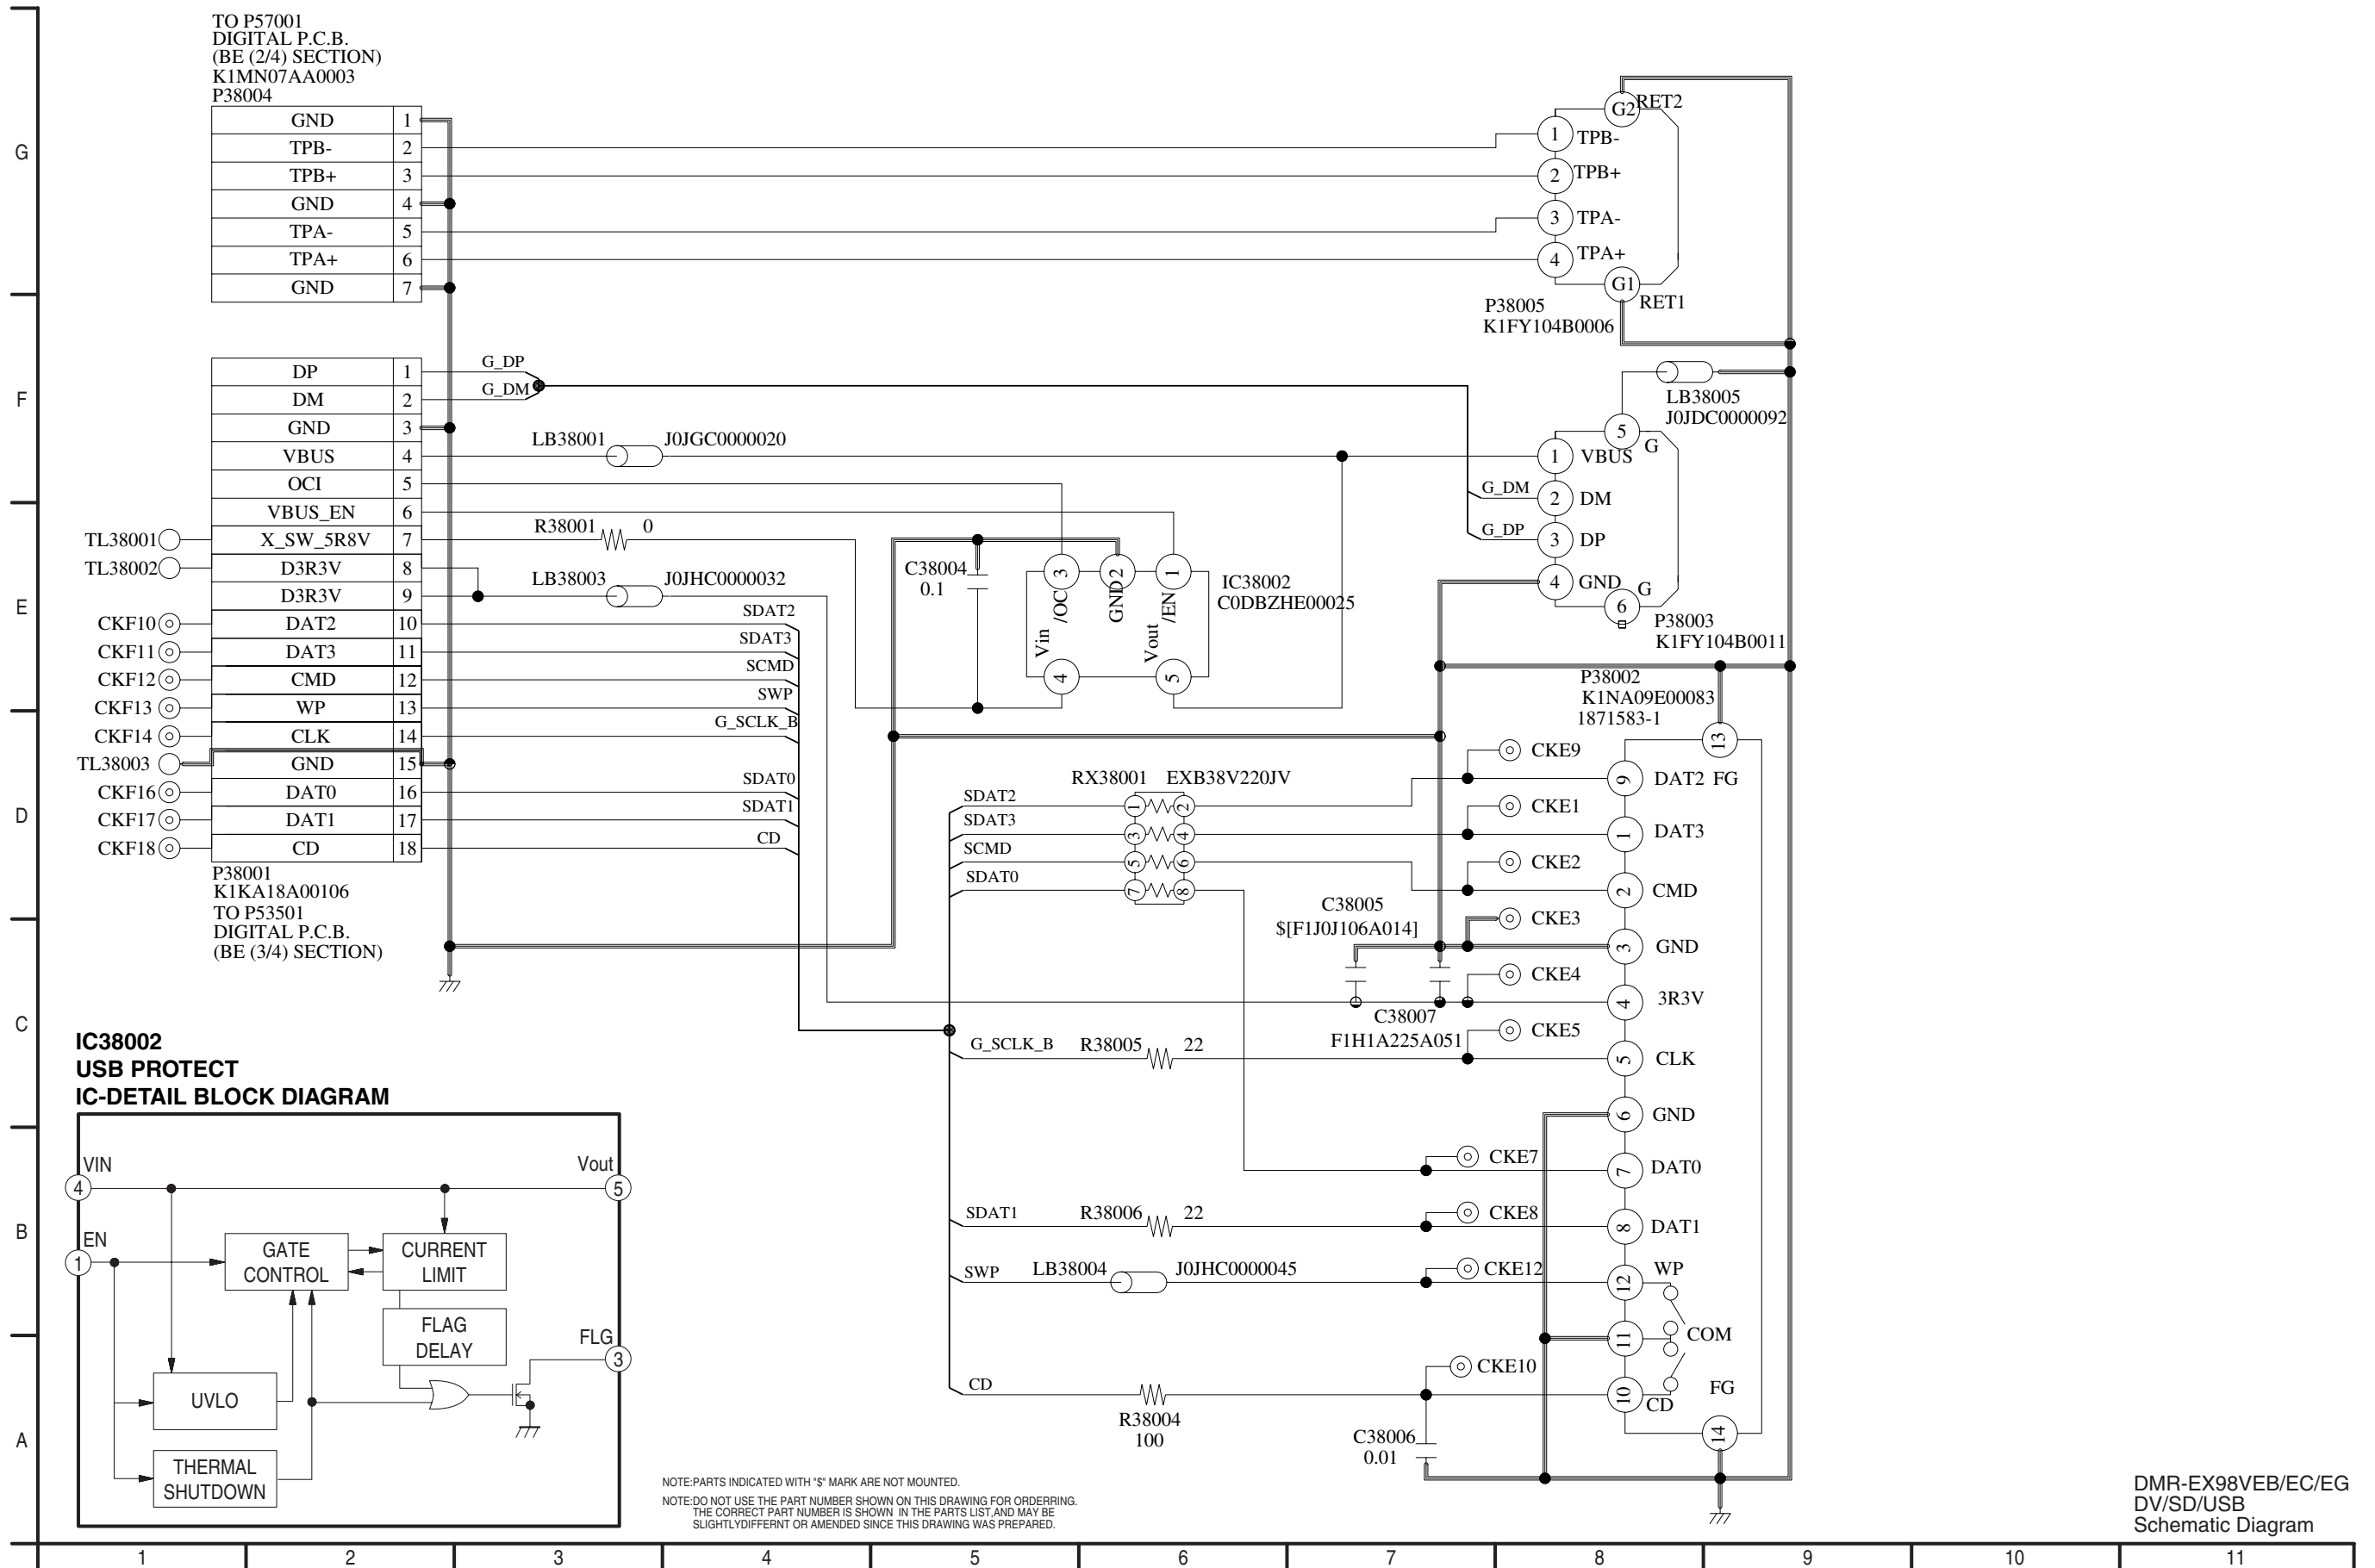 TO P57001
DIGITAL P.C.B.
(BE (2/4) SECTION)
K1MN07AA0003
P38004
GND 1
TPB- 2
TPB+ 3
GND 4
TPA- 5
TPA+ 6
GND 7
G2 RET2
1 TPB-
2 TPB+
3 TPA-
4 TPA+
G1 RET1
P38005
K1FY104B0006
DP 1 G_DP
DM 2 G_DM
GND 3
VBUS 4 LB38001 J0JGC0000020
OCI 5
VBUS_EN 6
TL38001 X_SW_5R8V 7 R38001 0
TL38002 D3R3V 8
D3R3V 9 LB38003 J0JHC0000032
CKF10 DAT2 10 SDAT2
CKF11 DAT3 11 SDAT3
CKF12 CMD 12 SCMD
CKF13 WP 13 SWP
CKF14 CLK 14 G_SCLK_B
TL38003 GND 15
CKF16 DAT0 16 SDAT0
CKF17 DAT1 17 SDAT1
CKF18 CD 18 CD
P38001
K1KA18A00106
TO P53501
DIGITAL P.C.B.
(BE (3/4) SECTION)
C38004
0.1
3 /OC
GND 2
1 /EN
Vin 4
Vout 5
IC38002
C0DBZHE00025
LB38005
J0JDC0000092
5 G
1 VBUS
G_DM 2 DM
G_DP 3 DP
4 GND
6 G
P38003
K1FY104B0011
P38002
K1NA09E00083
1871583-1
13
RX38001 EXB38V220JV
SDAT2 1 2
SDAT3 3 4
SCMD 5 6
SDAT0 7 8
CKE9
9 DAT2 FG
CKE1
1 DAT3
CKE2
2 CMD
C38005
$[F1J0J106A014]
CKE3
3 GND
CKE4
4 3R3V
C38007
F1H1A225A051
CKE5
G_SCLK_B R38005 22
5 CLK
6 GND
CKE7
7 DAT0
SDAT1 R38006 22
CKE8
8 DAT1
SWP LB38004 J0JHC0000045
CKE12
12 WP
11 COM
CKE10
CD
R38004
100
10 CD
FG
14
C38006
0.01
IC38002
USB PROTECT
IC-DETAIL BLOCK DIAGRAM
VIN
4
Vout
5
EN
1
GATE
CONTROL
CURRENT
LIMIT
FLAG
DELAY
FLG
3
UVLO
THERMAL
SHUTDOWN
NOTE:PARTS INDICATED WITH "$" MARK ARE NOT MOUNTED.
NOTE:DO NOT USE THE PART NUMBER SHOWN ON THIS DRAWING FOR ORDERRING.
THE CORRECT PART NUMBER IS SHOWN IN THE PARTS LIST,AND MAY BE
SLIGHTLYDIFFERNT OR AMENDED SINCE THIS DRAWING WAS PREPARED.
DMR-EX98VEB/EC/EG
DV/SD/USB
Schematic Diagram
G
F
E
D
C
B
A
1 2 3 4 5 6 7 8 9 10 11